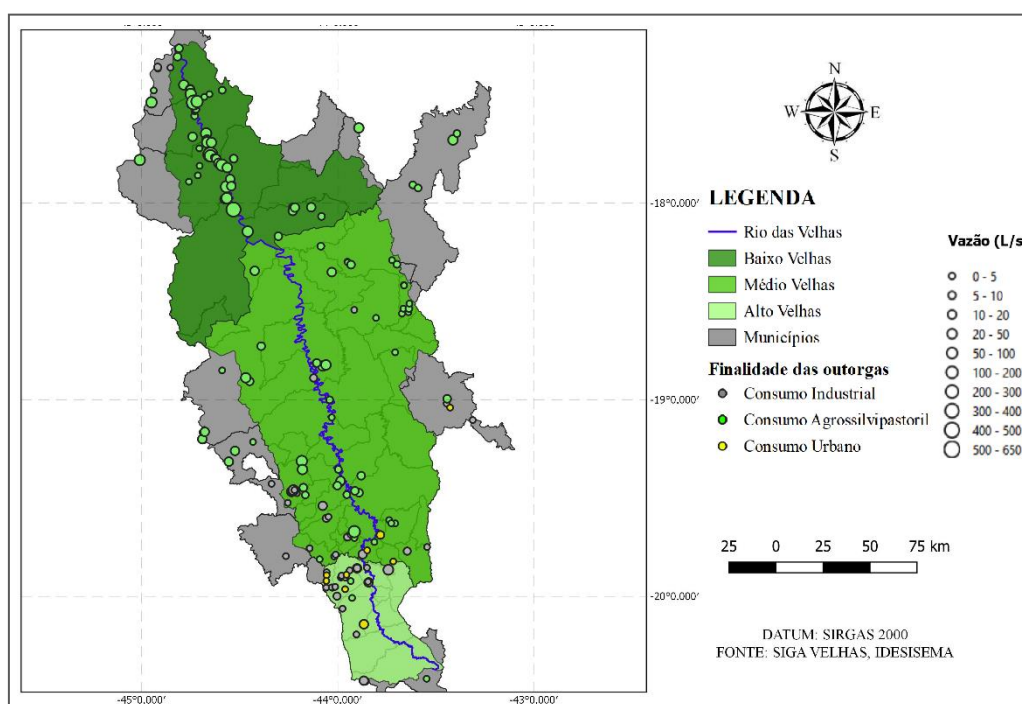 N
W E
S
-18°0.000'
-19°0.000'
-20°0.000'
-45°0.000'
-44°0.000'
-43°0.000'
LEGENDA
Rio das Velhas
Baixo Velhas
Médio Velhas
Alto Velhas
Municípios
Finalidade das outorgas
Consumo Industrial
Consumo Agrossilvipastoril
Consumo Urbano
Vazão (L/s
0 - 5
5 - 10
10 - 20
20 - 50
50 - 100
100 - 200
200 - 300
300 - 400
400 - 500
500 - 650
25 0 25 50 75 km
DATUM: SIRGAS 2000
FONTE: SIGA VELHAS, IDESISEMA